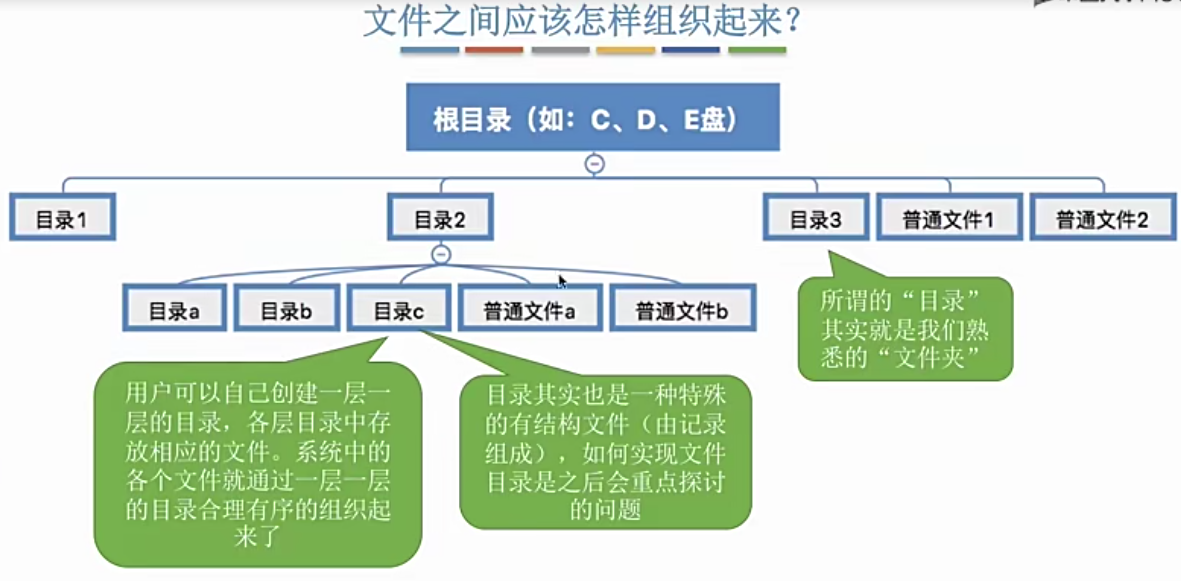 文件之间应该怎样组织起来？
根目录（如：C、D、E盘）
目录1
目录2
目录3
普通文件1
普通文件2
目录a
目录b
目录c
普通文件a
普通文件b
所谓的“目录”
其实就是我们熟
悉的“文件夹”
用户可以自己创建一层一
层的目录，各层目录中存
放相应的文件。系统中的
各个文件就通过一层一层
的目录合理有序的组织起
来了
目录其实也是一种特殊
的有结构文件（由记录
组成），如何实现文件
目录是之后会重点探讨
的问题